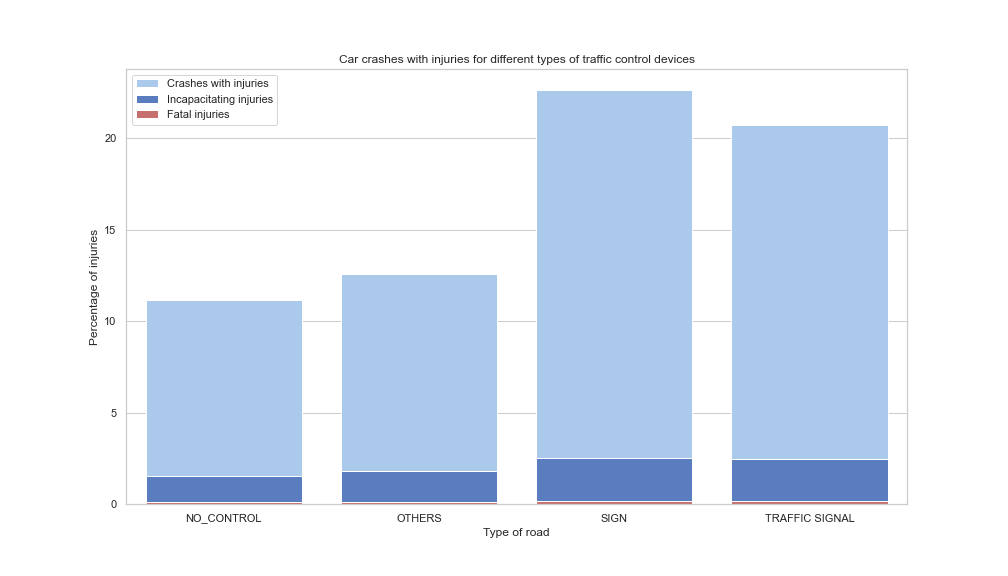 Car crashes with injuries for different types of traffic control devices
Crashes with injuries
Incapacitating injuries
Fatal injuries
Percentage of injuries
20
15
10
5
0
NO_CONTROL
OTHERS
SIGN
TRAFFIC SIGNAL
Type of road